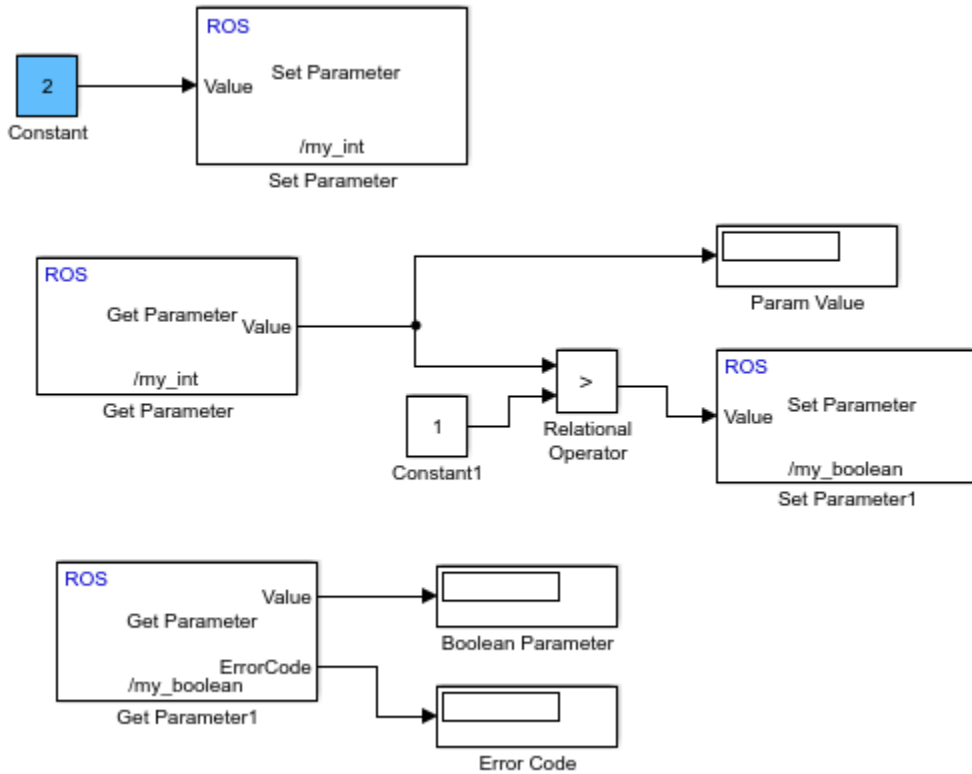 ROS
2
Value
Set Parameter
/my_int
Constant
Set Parameter
ROS
Get Parameter
Value
/my_int
Get Parameter
Param Value
>
1
Relational
Operator
Constant1
ROS
Value
Set Parameter
/my_boolean
Set Parameter1
ROS
Value
Get Parameter
ErrorCode
/my_boolean
Get Parameter1
Boolean Parameter
Error Code